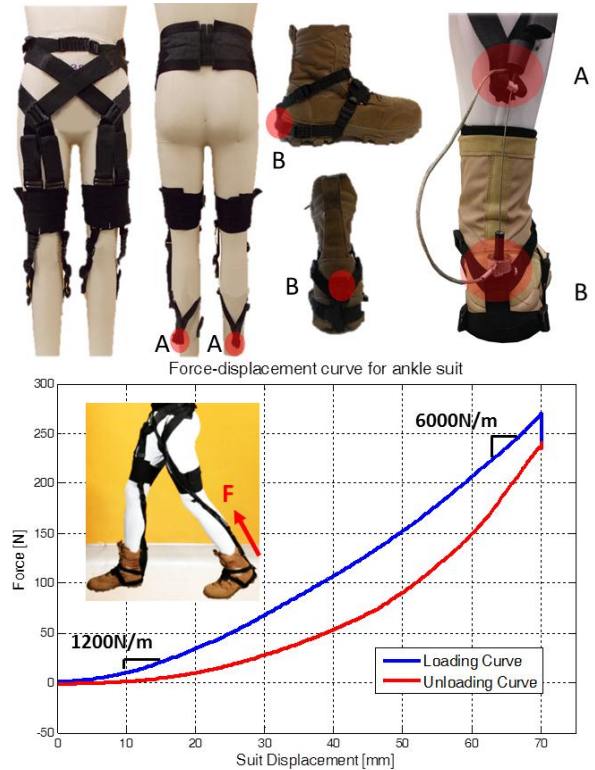 A
B
B
B
A
A
Force-displacement curve for ankle suit
300
250
200
150
100
50
0
-50
Force [N]
6000N/m
F
1200N/m
Loading Curve
Unloading Curve
0
10
20
30
40
50
60
70
Suit Displacement [mm]